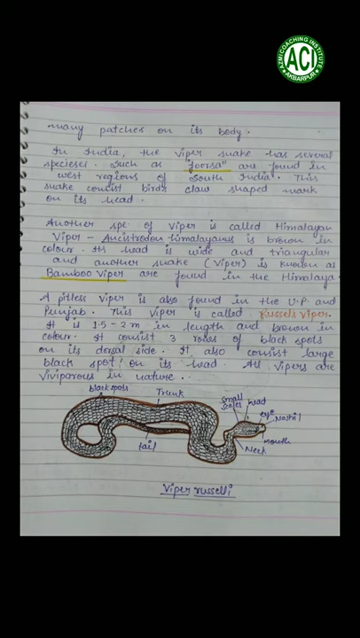 AGNI COACHING INSTITUTE
ACI
AKBARPUR
many patches on its body.
In India, the viper snake has several
specieses. Such as "Foorsa" are found in
west regions of South India. This
snake consist birds claw shaped mark
on its head.
Another spe of viper is called Himalayan
Viper - Ancistrodon himalayanus is brown in
colour. Its head is wide and triangular
and another snake (viper) is known as
Bamboo viper are found in the Himalaya
A pitless viper is also found in the U.P. and
Punjab. This viper is called Russels viper.
It is 1.5 - 2 m in length and brown in
colour. It consist 3 rows of black spots
on its dorsal side. It also consist large
black spot on its head All vipers are
viviparous in nature.
black spots
Trunk
small scales
head
eye
Nostril
mouth
Neck
tail
Viper russelli